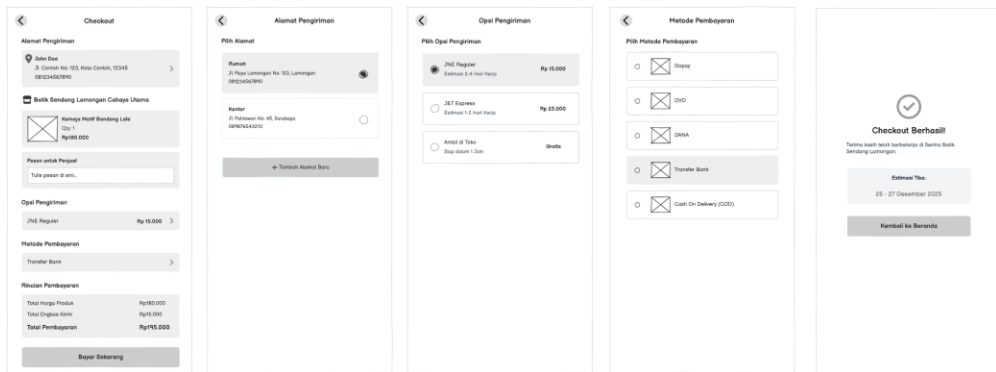 Checkout
Alamat Pengiriman
John Doe
Jl. Contoh No. 123, Kota Contoh, 12345
081234567890
Batik Sendang Lamongan Cahaya Utama
Kemeja Motif Bandeng Lele
Qty: 1
Rp180.000
Pesan untuk Penjual
Tulis pesan di sini..
Opsi Pengiriman
JNE Reguler
Rp 15.000
Metode Pembayaran
Transfer Bank
Rincian Pembayaran
Total Harga Produk Rp180.000
Total Ongkos Kirim Rp15.000
Total Pembayaran Rp195.000
Bayar Sekarang
Alamat Pengiriman
Pilih Alamat
Rumah
Jl. Raya Lamongan No. 123, Lamongan
081234567890
Kantor
Jl. Pahlawan No. 45, Surabaya
089876543210
+ Tambah Alamat Baru
Opsi Pengiriman
Pilih Opsi Pengiriman
JNE Reguler
Estimasi 2-4 Hari Kerja
Rp 15.000
J&T Express
Estimasi 1-2 Hari Kerja
Rp 25.000
Ambil di Toko
Siap dalam 1 Jam
Gratis
Metode Pembayaran
Pilih Metode Pembayaran
Gopay
OVO
DANA
Transfer Bank
Cash On Delivery (COD)
Checkout Berhasil!
Terima kasih telah berbelanja di Sentra Batik
Sendang Lamongan.
Estimasi Tiba:
25 - 27 Desember 2025
Kembali ke Beranda